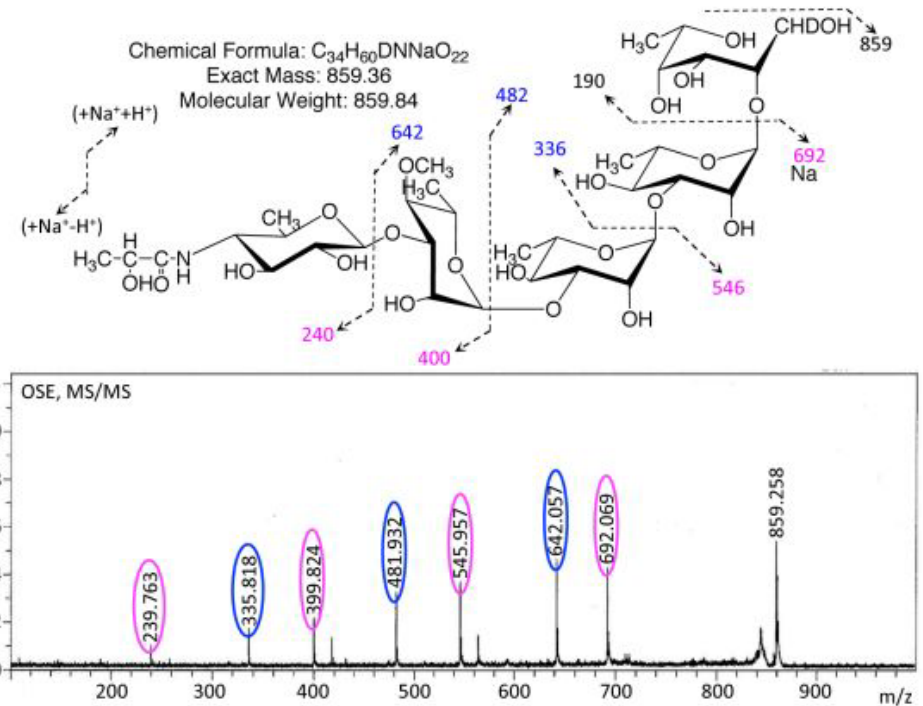 Chemical Formula: C34H60DNNaO22
Exact Mass: 859.36
Molecular Weight: 859.84
(+Na⁺+H⁺)
(+Na⁺-H⁺)
H3C
OH
CHDOH
859
OH
OH
O
190
482
642
336
692
Na
H3C
O
HO
O
OH
OCH3
H3C
CH3
O
O
O
H3C
O
HO
546
H
H3C-C-C-N
OHO
H
HO
OH
HO
O
OH
240
400
OSE, MS/MS
239.763
335.818
399.824
481.932
545.957
642.057
692.069
859.258
200 300 400 500 600 700 800 900
m/z